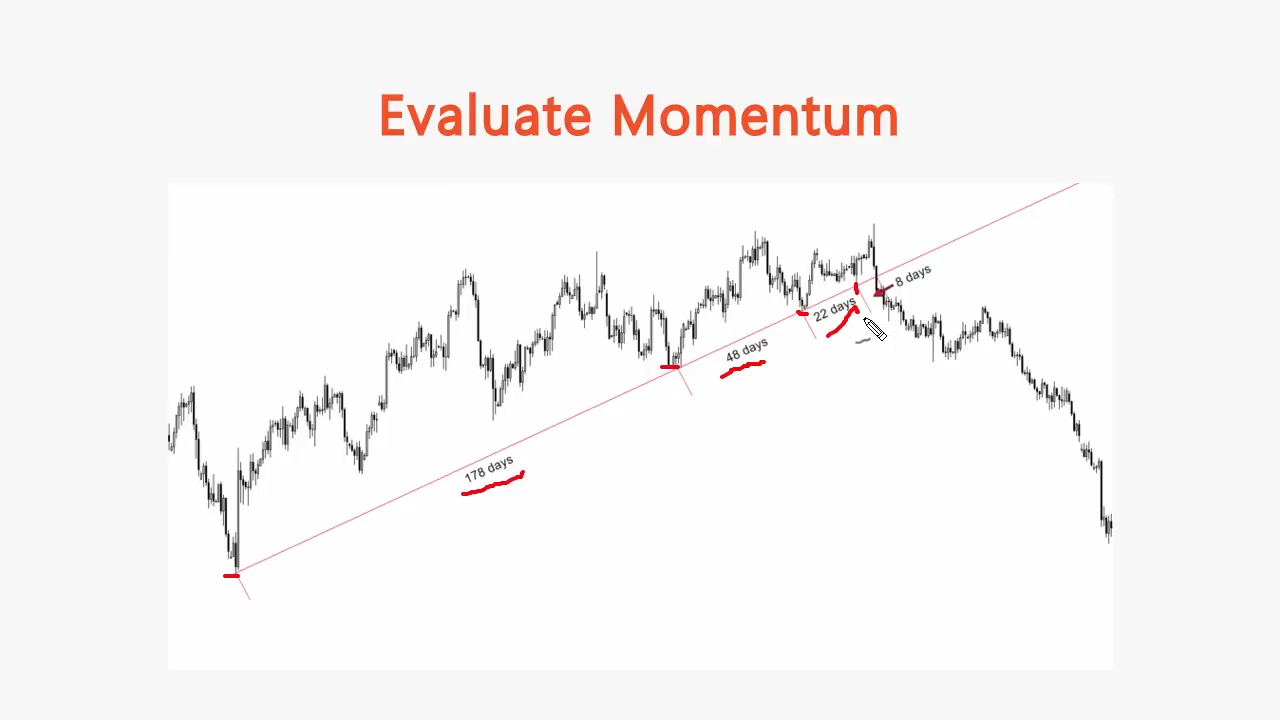 Evaluate Momentum
178 days
48 days
22 days
8 days